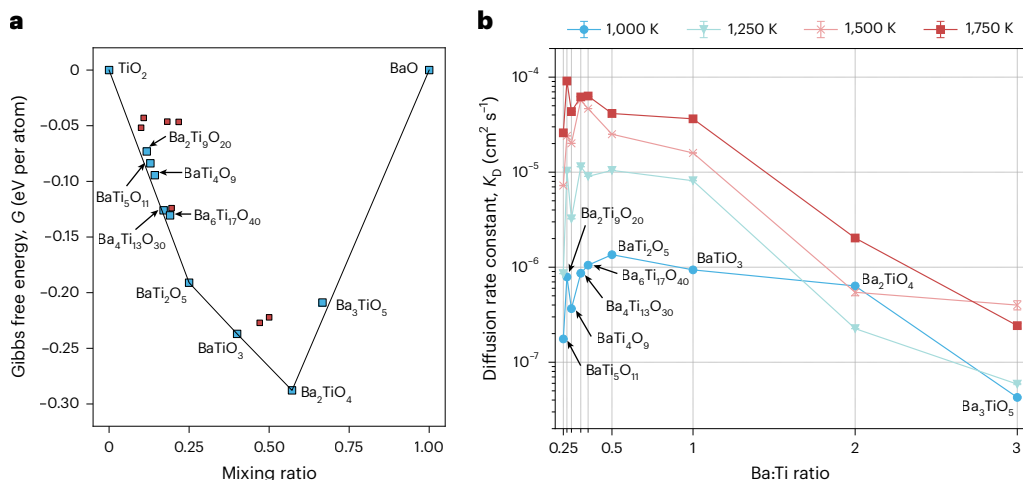 a
Gibbs free energy, G (eV per atom)
0
−0.05
−0.10
−0.15
−0.20
−0.25
−0.30
TiO₂
BaO
Ba₂Ti₉O₂₀
BaTi₅O₁₁
BaTi₄O₉
Ba₆Ti₁₇O₄₀
Ba₄Ti₁₃O₃₀
BaTi₂O₅
Ba₃TiO₅
BaTiO₃
Ba₂TiO₄
0
0.25
0.50
0.75
1.00
Mixing ratio
b
1,000 K
1,250 K
1,500 K
1,750 K
Diffusion rate constant, K_D (cm² s⁻¹)
10⁻⁴
10⁻⁵
10⁻⁶
10⁻⁷
Ba₂Ti₉O₂₀
BaTi₂O₅
BaTiO₃
Ba₆Ti₁₇O₄₀
Ba₂TiO₄
Ba₄Ti₁₃O₃₀
BaTi₄O₉
BaTi₅O₁₁
Ba₃TiO₅
0.25
0.5
1
2
3
Ba:Ti ratio